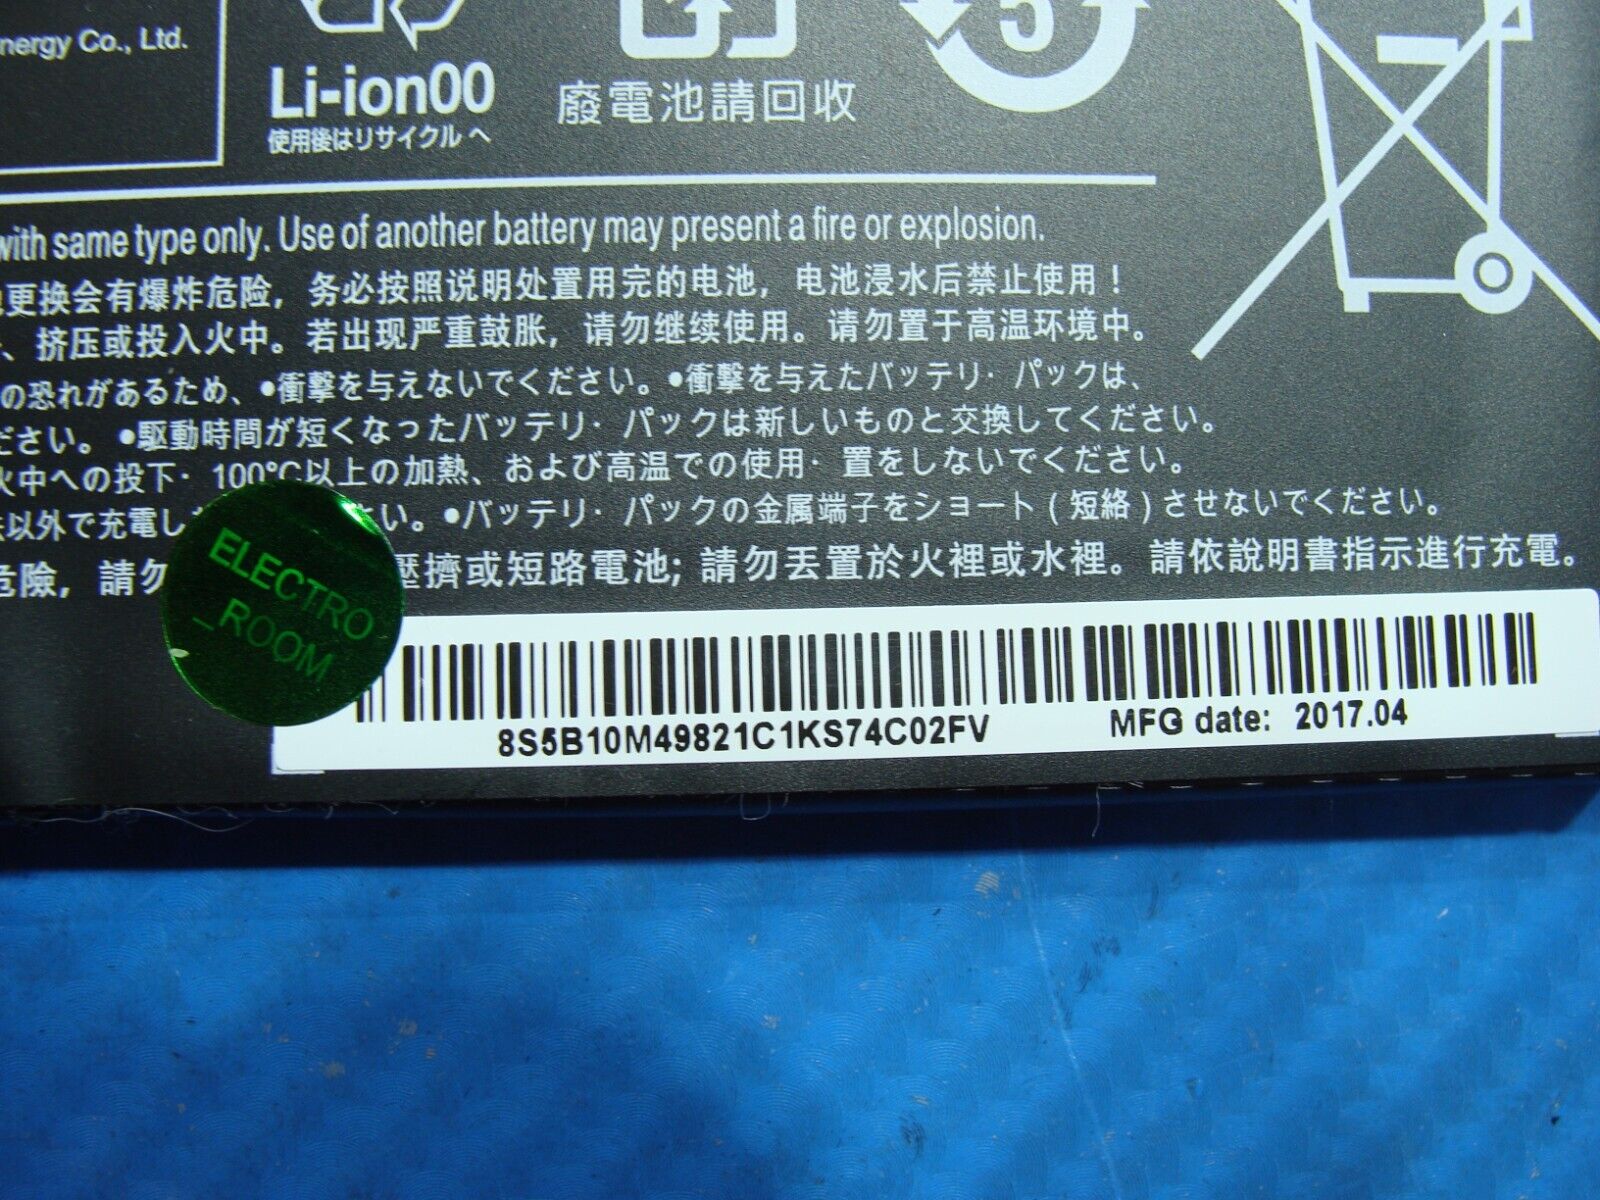 nergy Co., Ltd.
Li-ion00
使用後はリサイクルへ
廢電池請回收
5
with same type only. Use of another battery may present a fire or explosion.
更换会有爆炸危险，务必按照说明处置用完的电池，电池浸水后禁止使用！
、挤压或投入火中。若出现严重鼓胀，请勿继续使用。请勿置于高温环境中。
の恐れがあるため、●衝撃を与えないでください。●衝撃を与えたバッテリ・パックは、
ださい。●駆動時間が短くなったバッテリ・パックは新しいものと交換してください。
火中への投下・100°C以上の加熱、および高温での使用・置をしないでください。
以外で充電し い。●バッテリ・パックの金属端子をショート(短絡)させないでください。
危險，請勿 壓擠或短路電池; 請勿丟置於火裡或水裡。請依說明書指示進行充電。
ELECTRO
_ROOM
8S5B10M49821C1KS74C02FV
MFG date: 2017.04